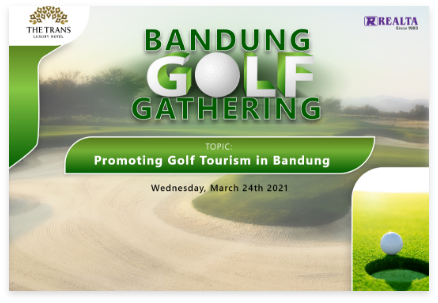 THE TRANS
LUXURY HOTEL
REALTA
Since 1983
BANDUNG
GOLF
GATHERING
TOPIC:
Promoting Golf Tourism in Bandung
Wednesday, March 24th 2021